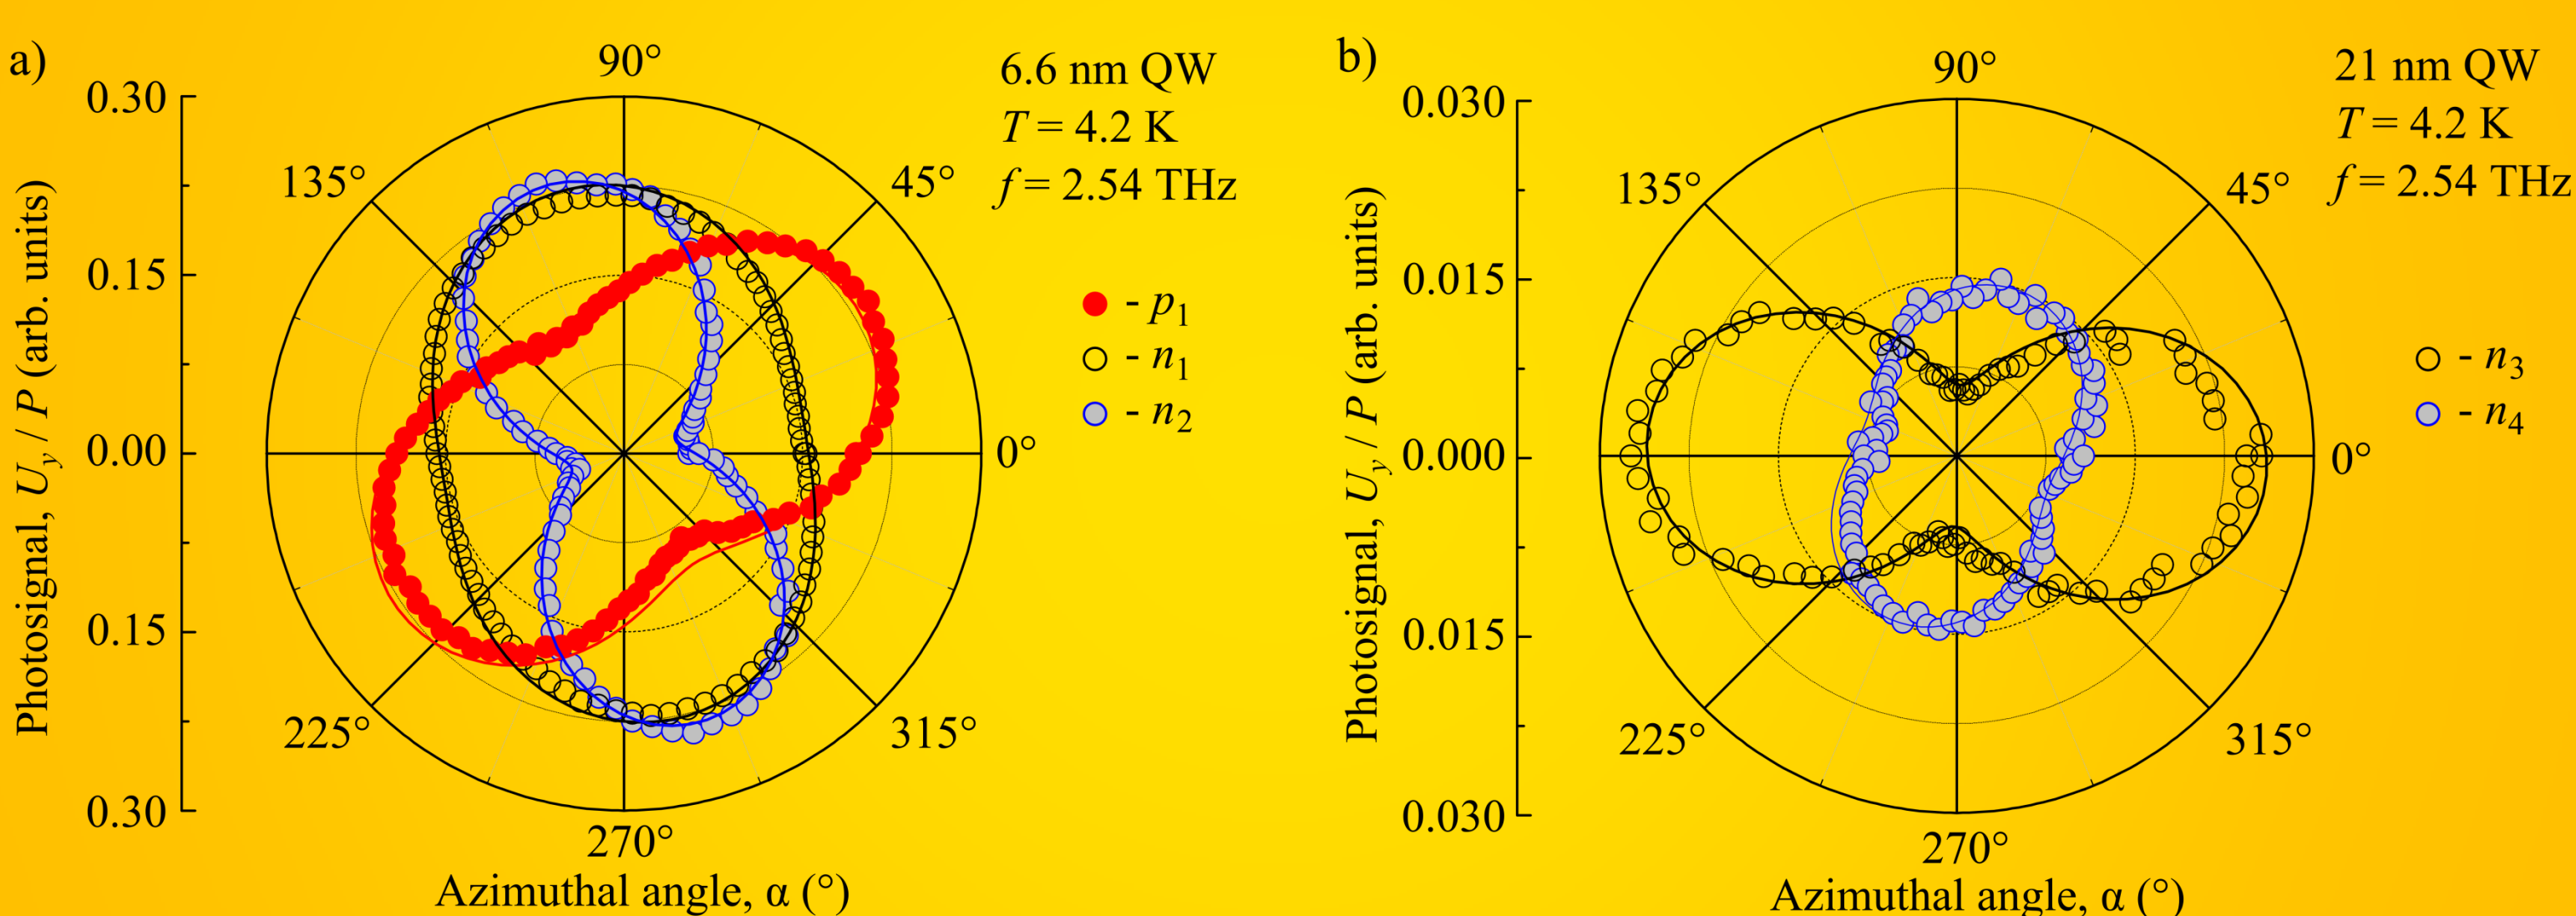 a)
6.6 nm QW
T = 4.2 K
f = 2.54 THz
- p1
- n1
- n2
Photosignal, Uy / P (arb. units)
0.30
0.15
0.00
0.15
0.30
90°
45°
0°
315°
270°
225°
135°
Azimuthal angle, α (°)
b)
21 nm QW
T = 4.2 K
f = 2.54 THz
- n3
- n4
Photosignal, Uy / P (arb. units)
0.030
0.015
0.000
0.015
0.030
90°
45°
0°
315°
270°
225°
135°
Azimuthal angle, α (°)